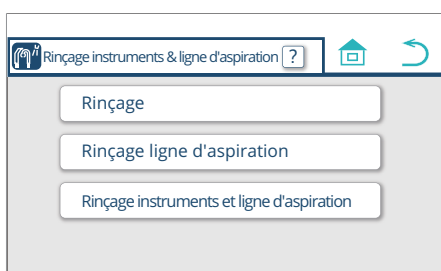 Rinçage instruments & ligne d'aspiration ?
Rinçage
Rinçage ligne d'aspiration
Rinçage instruments et ligne d'aspiration